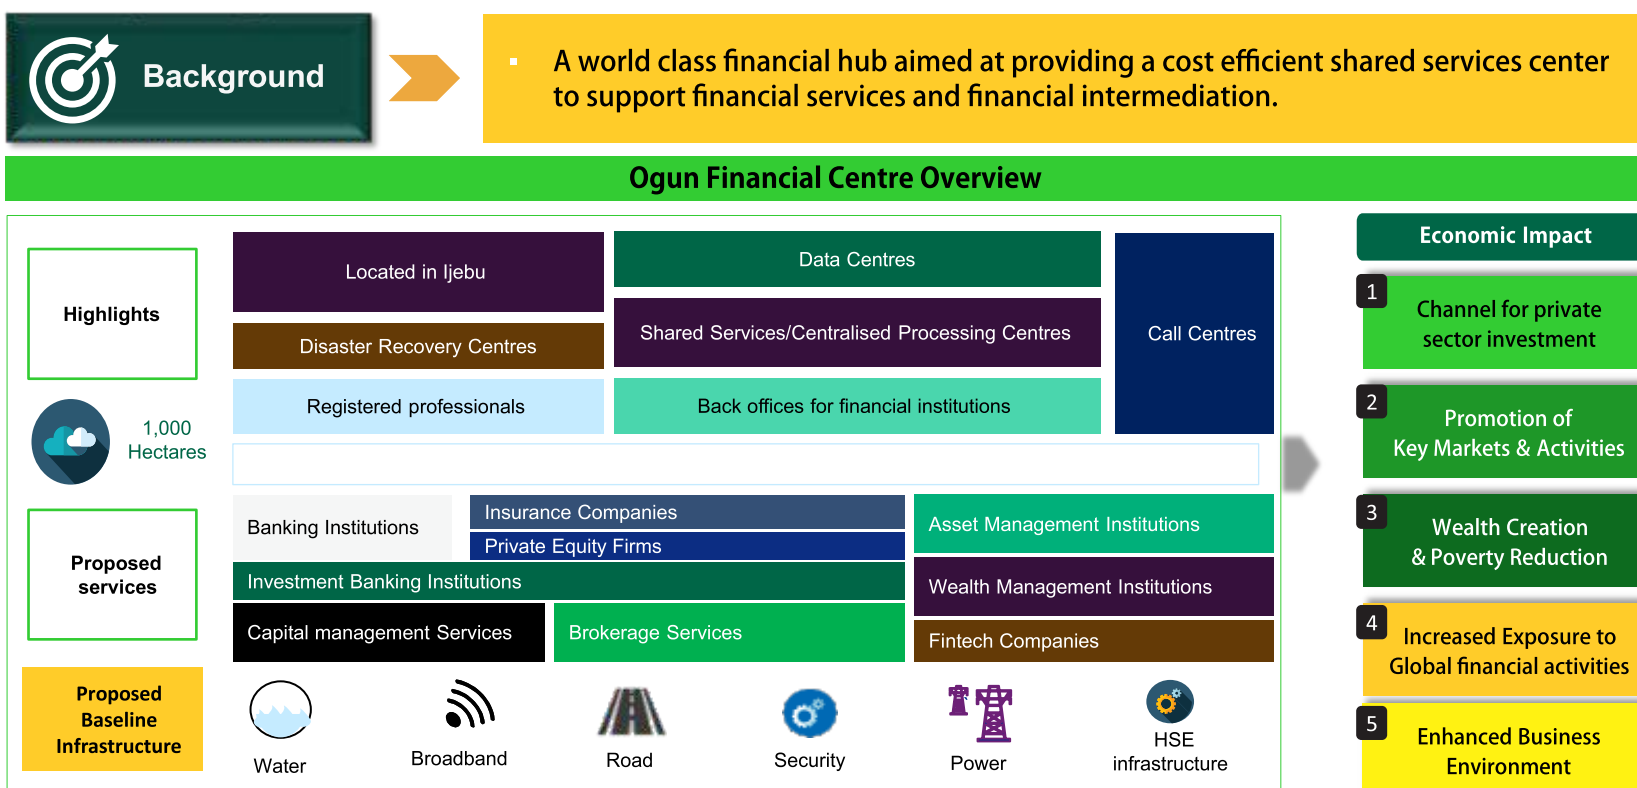 Background
▪ A world class financial hub aimed at providing a cost efficient shared services center
to support financial services and financial intermediation.
Ogun Financial Centre Overview
Highlights
Located in Ijebu
Data Centres
Call Centres
Disaster Recovery Centres
Shared Services/Centralised Processing Centres
Registered professionals
Back offices for financial institutions
1,000
Hectares
Proposed
services
Banking Institutions
Insurance Companies
Private Equity Firms
Asset Management Institutions
Investment Banking Institutions
Wealth Management Institutions
Capital management Services
Brokerage Services
Fintech Companies
Proposed
Baseline
Infrastructure
Water
Broadband
Road
Security
Power
HSE
infrastructure
Economic Impact
1
Channel for private
sector investment
2
Promotion of
Key Markets & Activities
3
Wealth Creation
& Poverty Reduction
4
Increased Exposure to
Global financial activities
5
Enhanced Business
Environment